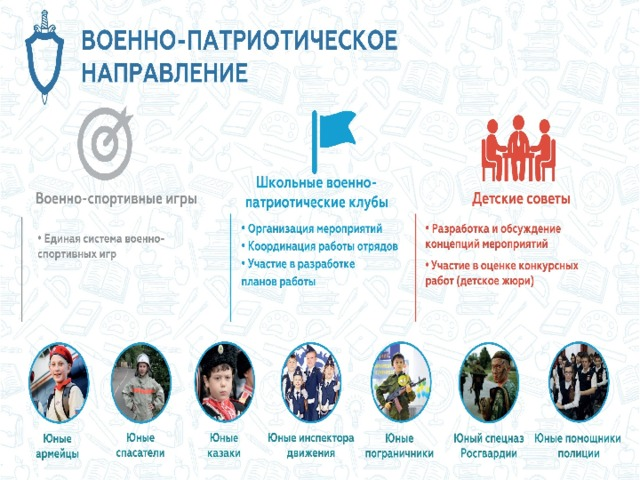 ВОЕННО-ПАТРИОТИЧЕСКОЕ
НАПРАВЛЕНИЕ
Военно-спортивные игры
• Единая система военно-
спортивных игр
Школьные военно-
патриотические клубы
• Организация мероприятий
• Координация работы отрядов
• Участие в разработке
планов работы
Детские советы
• Разработка и обсуждение
концепций мероприятий
• Участие в оценке конкурсных
работ (детское жюри)
Юные
армейцы
Юные
спасатели
Юные
казаки
Юные инспектора
движения
Юные
пограничники
Юный спецназ
Росгвардии
Юные помощники
полиции